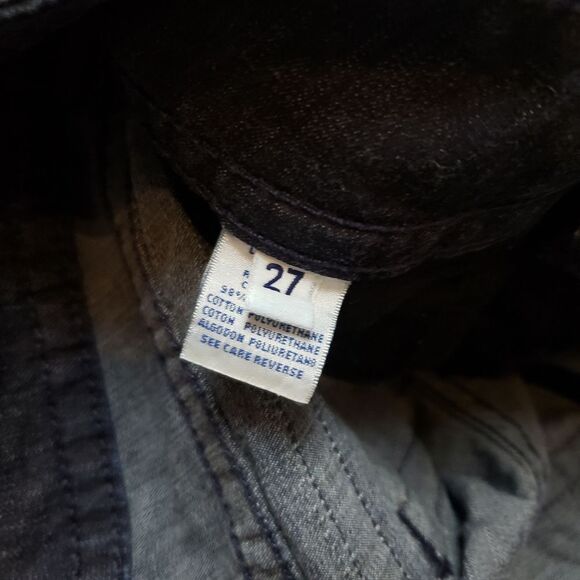 27
98%
COTTON POLYURETHANE
COTON POLYURETHANE
ALGODON POLIURETANO
SEE CARE REVERSE